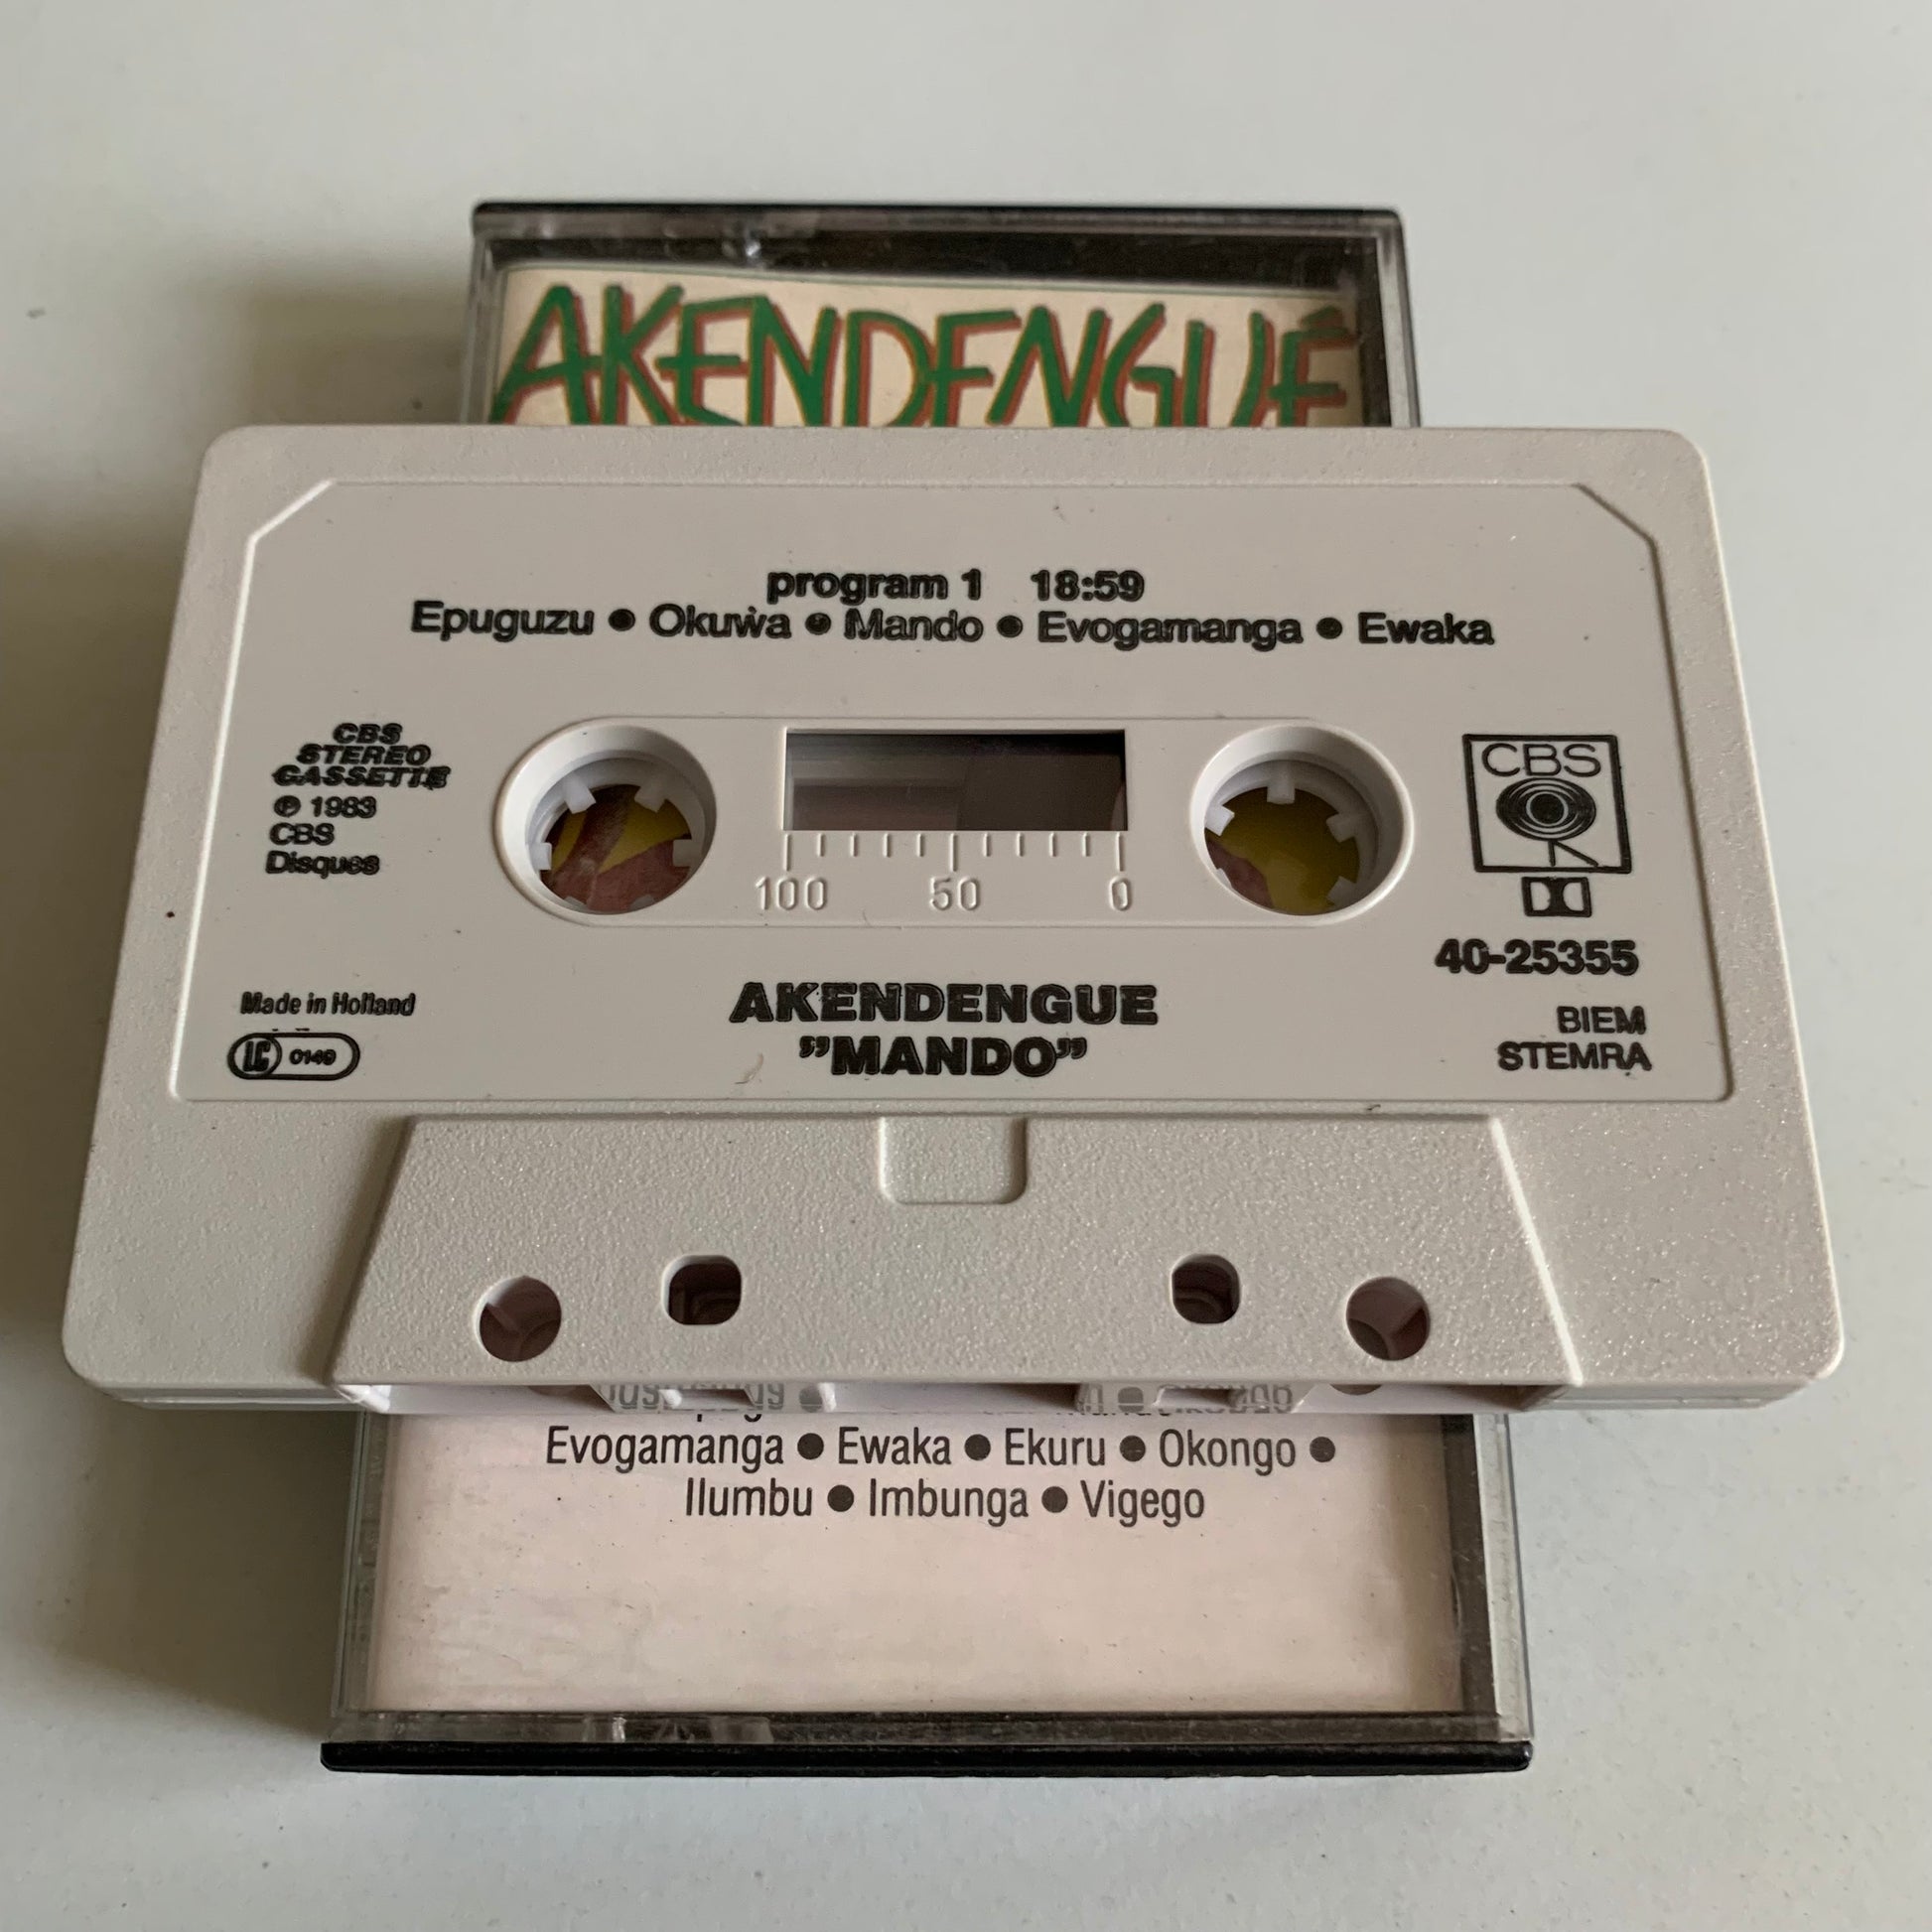 AKENDENGUÉ
program 1 18:59
Epuguzu ● Okuwa ● Mando ● Evogamanga ● Ewaka
CBS
STEREO
CASSETTE
℗ 1983
CBS
Disques
100 50 0
CBS
40-25355
Made in Holland
LC 0149
AKENDENGUE
"MANDO"
BIEM
STEMRA
Evogamanga ● Ewaka ● Ekuru ● Okongo ●
Ilumbu ● Imbunga ● Vigego